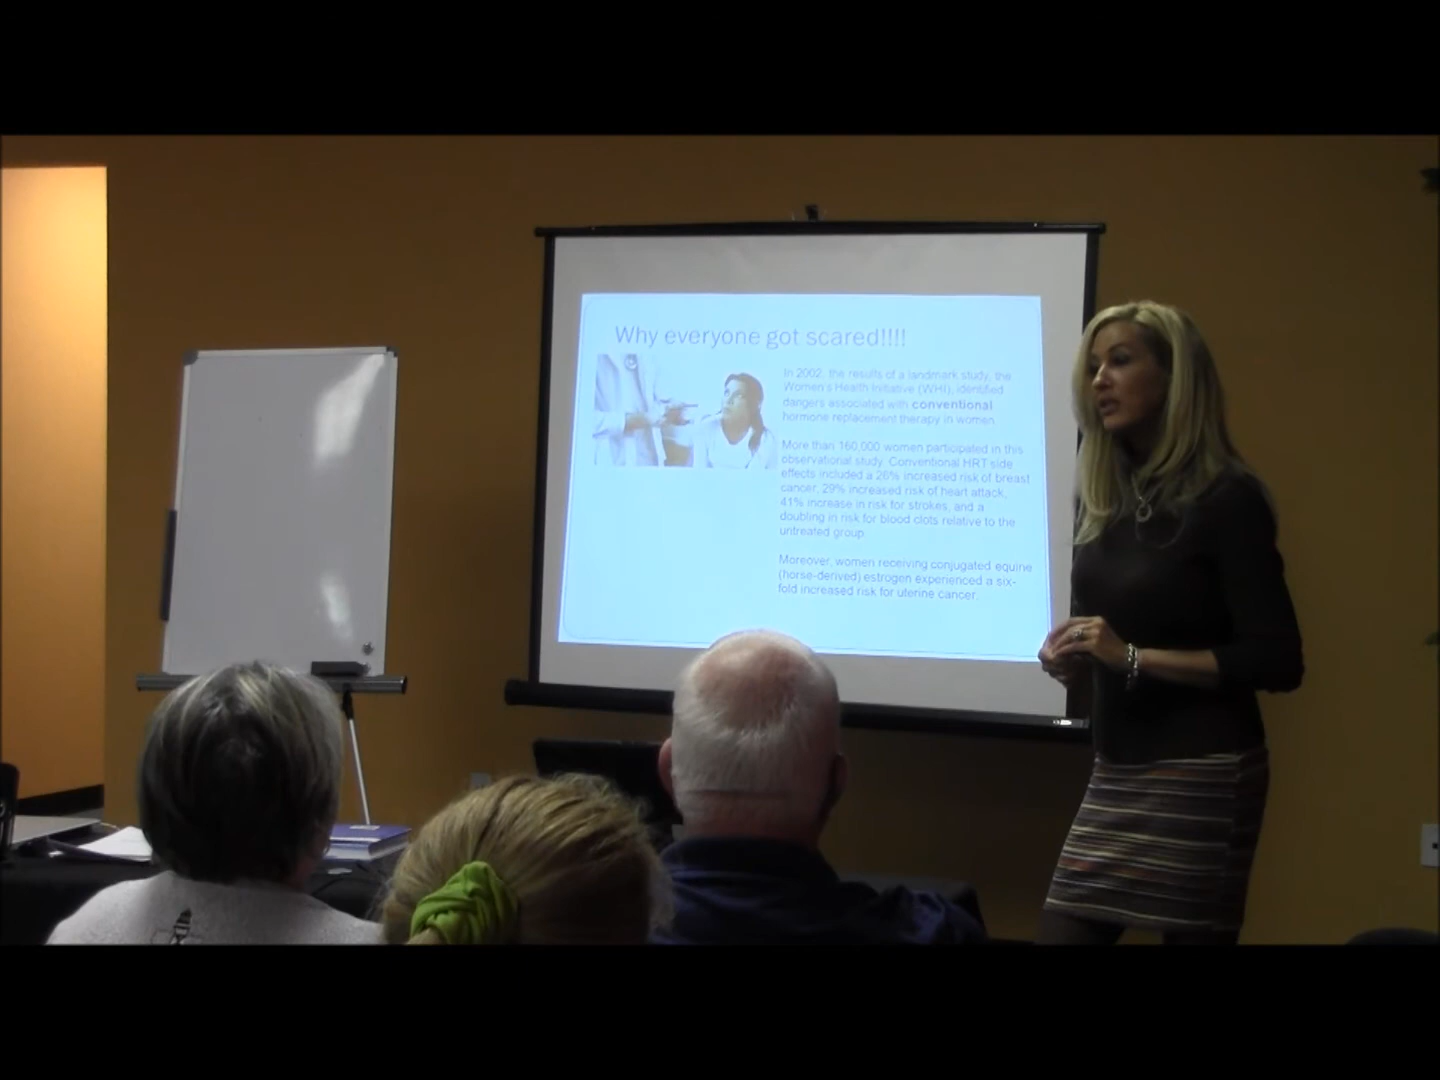 Why everyone got scared!!!!
In 2002, the results of a landmark study, the
Women's Health Initiative (WHI), identified
dangers associated with conventional
hormone replacement therapy in women.
More than 160,000 women participated in this
observational study. Conventional HRT side
effects included a 26% increased risk of breast
cancer, 29% increased risk of heart attack,
41% increase in risk for strokes, and a
doubling in risk for blood clots relative to the
untreated group.
Moreover, women receiving conjugated equine
(horse-derived) estrogen experienced a six-
fold increased risk for uterine cancer.